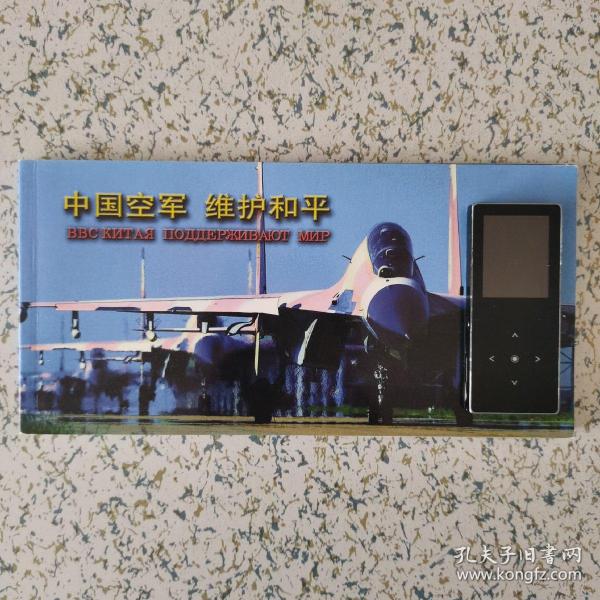 中国空军 维护和平
ВВС КИТАЯ ПОДДЕРЖИВАЮТ МИР
孔夫子旧书网
www.kongfz.com